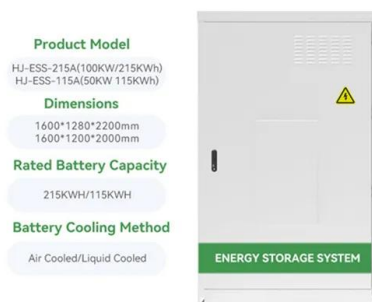 Product Model
HJ-ESS-215A(100KW/215KWh)
HJ-ESS-115A(50KW 115KWh)
Dimensions
1600*1280*2200mm
1600*1200*2000mm
Rated Battery Capacity
215KWH/115KWH
Battery Cooling Method
Air Cooled/Liquid Cooled
ENERGY STORAGE SYSTEM